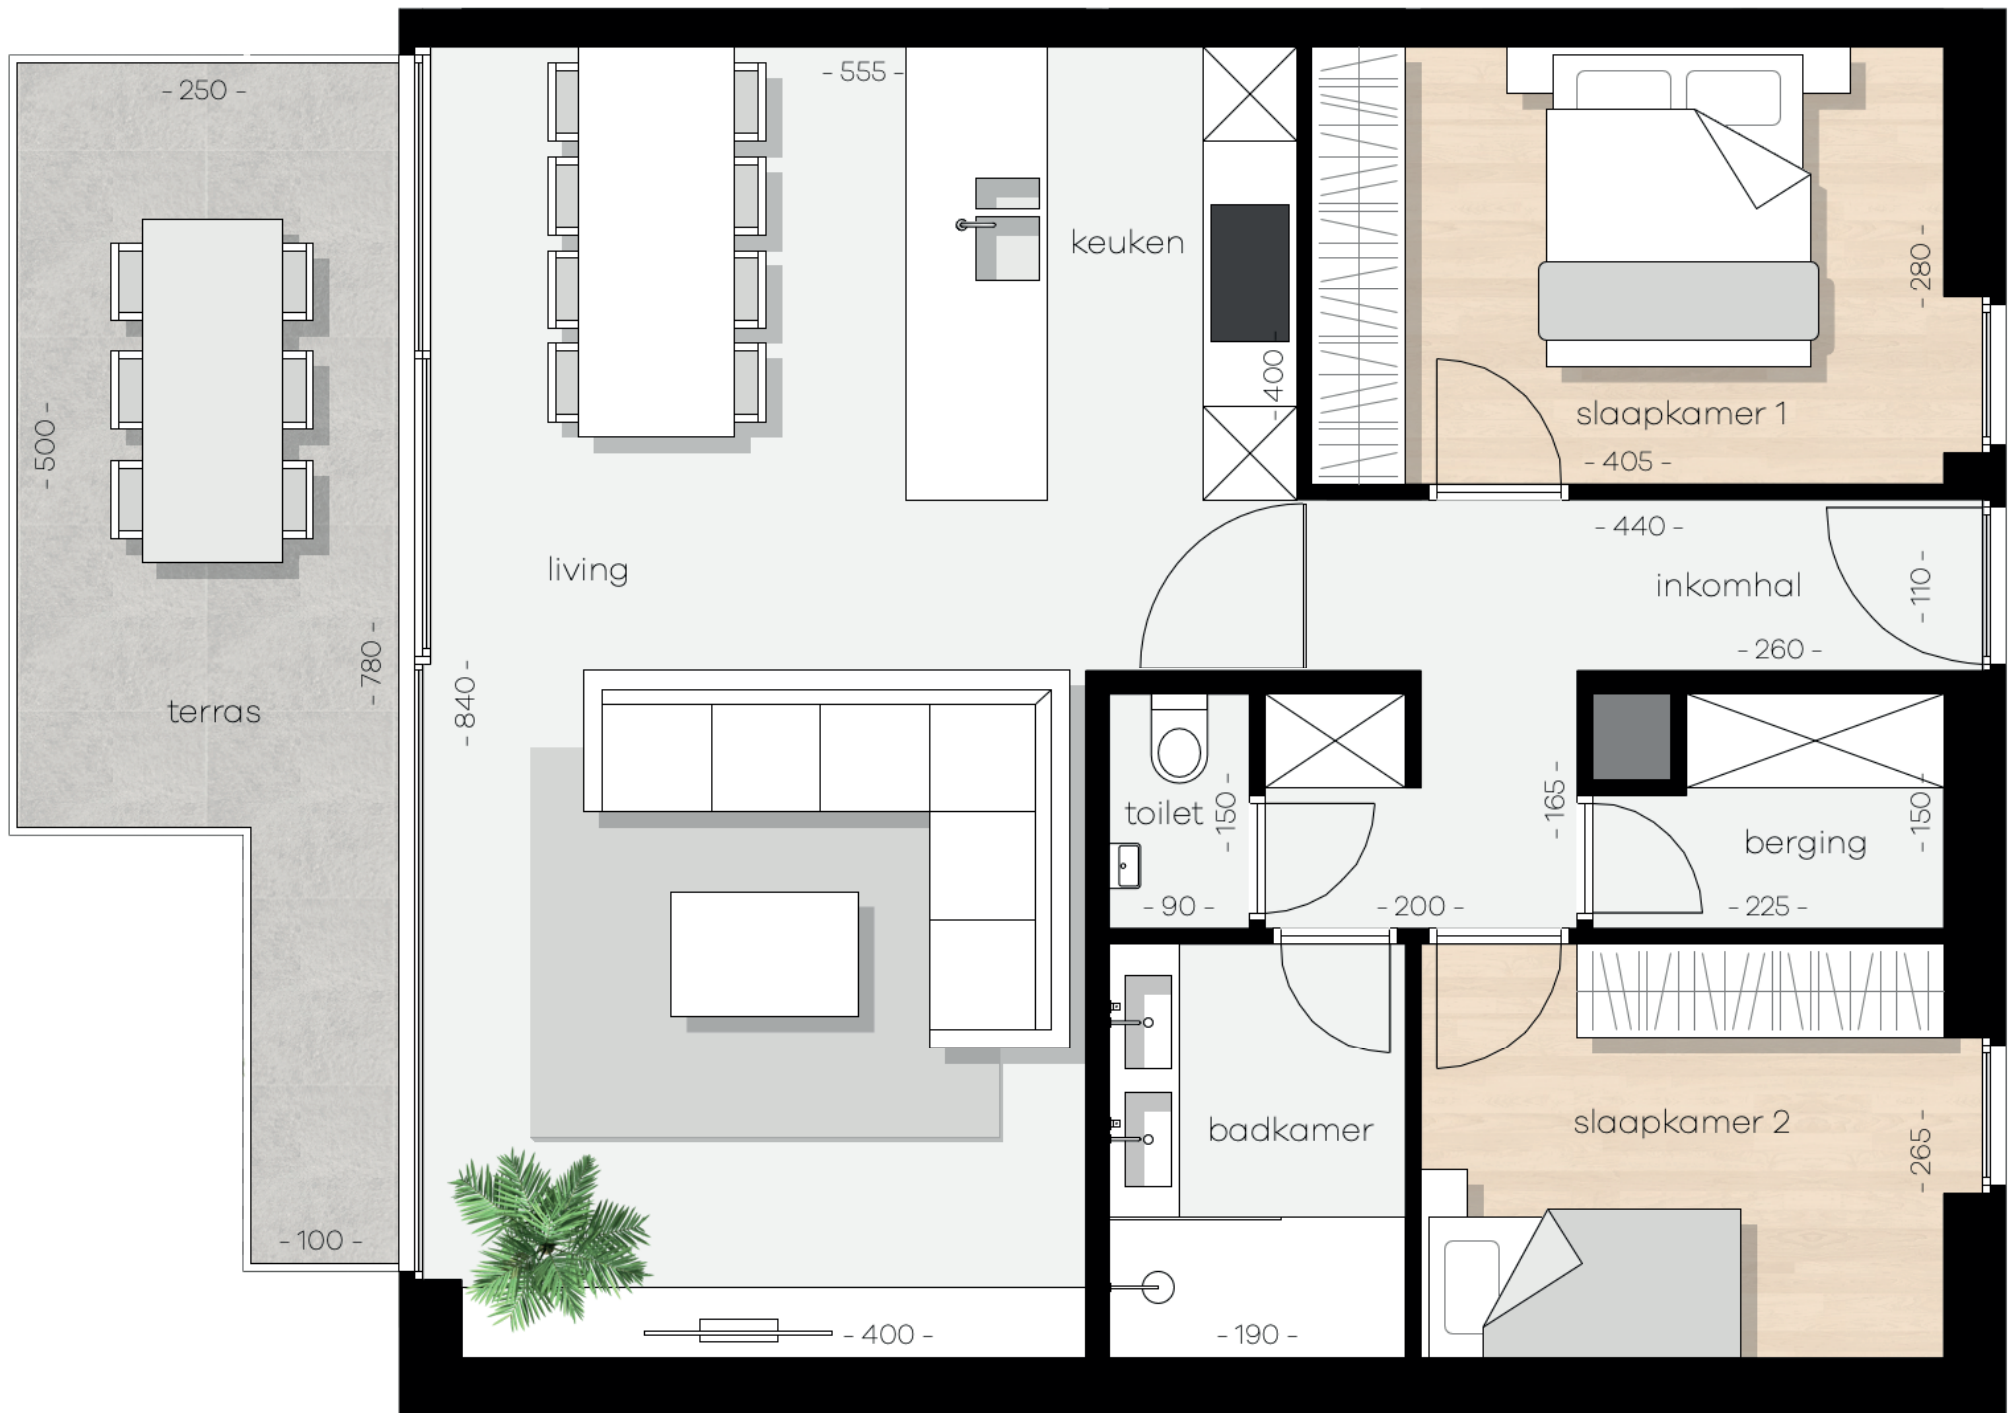 - 250 -
- 555 -
keuken
- 280 -
- 400 -
slaapkamer 1
- 405 -
- 500 -
- 440 -
living
inkomhal
- 110 -
- 260 -
- 780 -
- 840 -
terras
toilet
- 150 -
- 165 -
- 150 -
berging
- 90 -
- 200 -
- 225 -
badkamer
slaapkamer 2
- 265 -
- 100 -
- 400 -
- 190 -